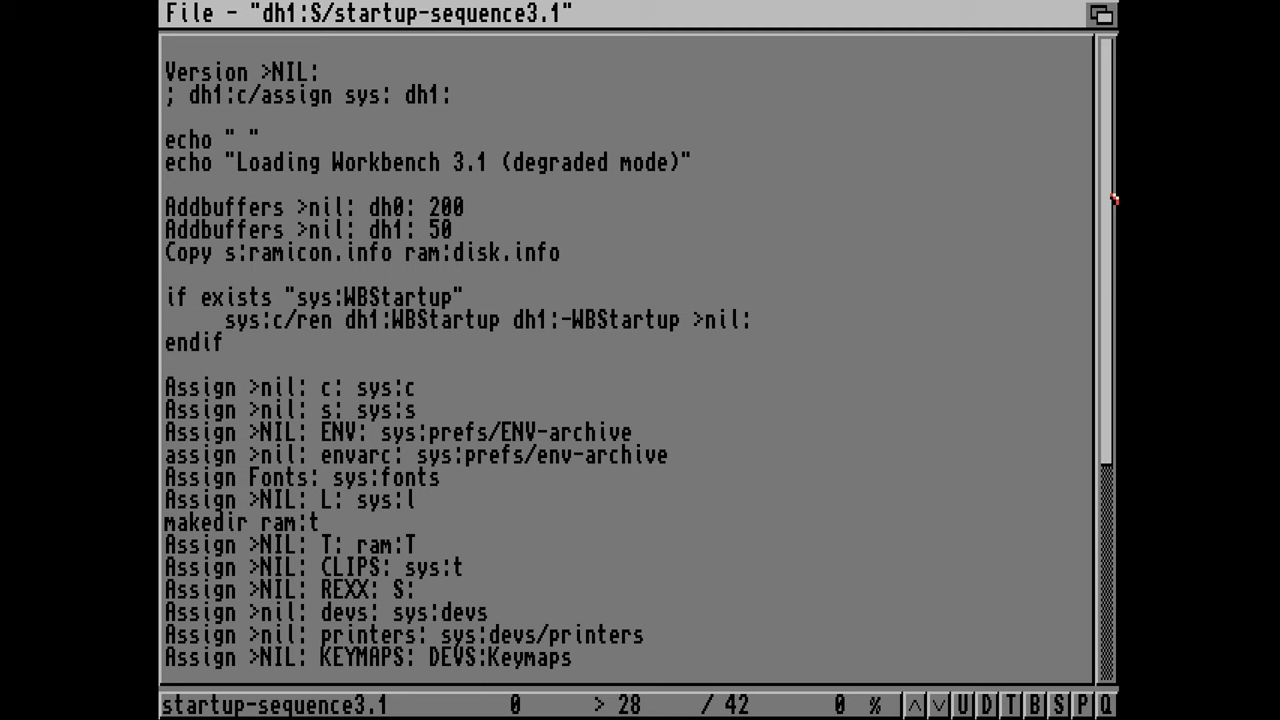 File - "dh1:S/startup-sequence3.1"
Version >NIL:
; dh1:c/assign sys: dh1:
echo " "
echo "Loading Workbench 3.1 (degraded mode)"
Addbuffers >nil: dh0: 200
Addbuffers >nil: dh1: 50
Copy s:ramicon.info ram:disk.info
if exists "sys:WBStartup"
sys:c/ren dh1:WBStartup dh1:-WBStartup >nil:
endif
Assign >nil: c: sys:c
Assign >nil: s: sys:s
Assign >NIL: ENV: sys:prefs/ENV-archive
assign >nil: envarc: sys:prefs/env-archive
Assign Fonts: sys:fonts
Assign >NIL: L: sys:l
makedir ram:t
Assign >NIL: T: ram:T
Assign >NIL: CLIPS: sys:t
Assign >NIL: REXX: S:
Assign >nil: devs: sys:devs
Assign >nil: printers: sys:devs/printers
Assign >NIL: KEYMAPS: DEVS:Keymaps
startup-sequence3.1 0 > 28 / 42 0 % U D T B S P Q